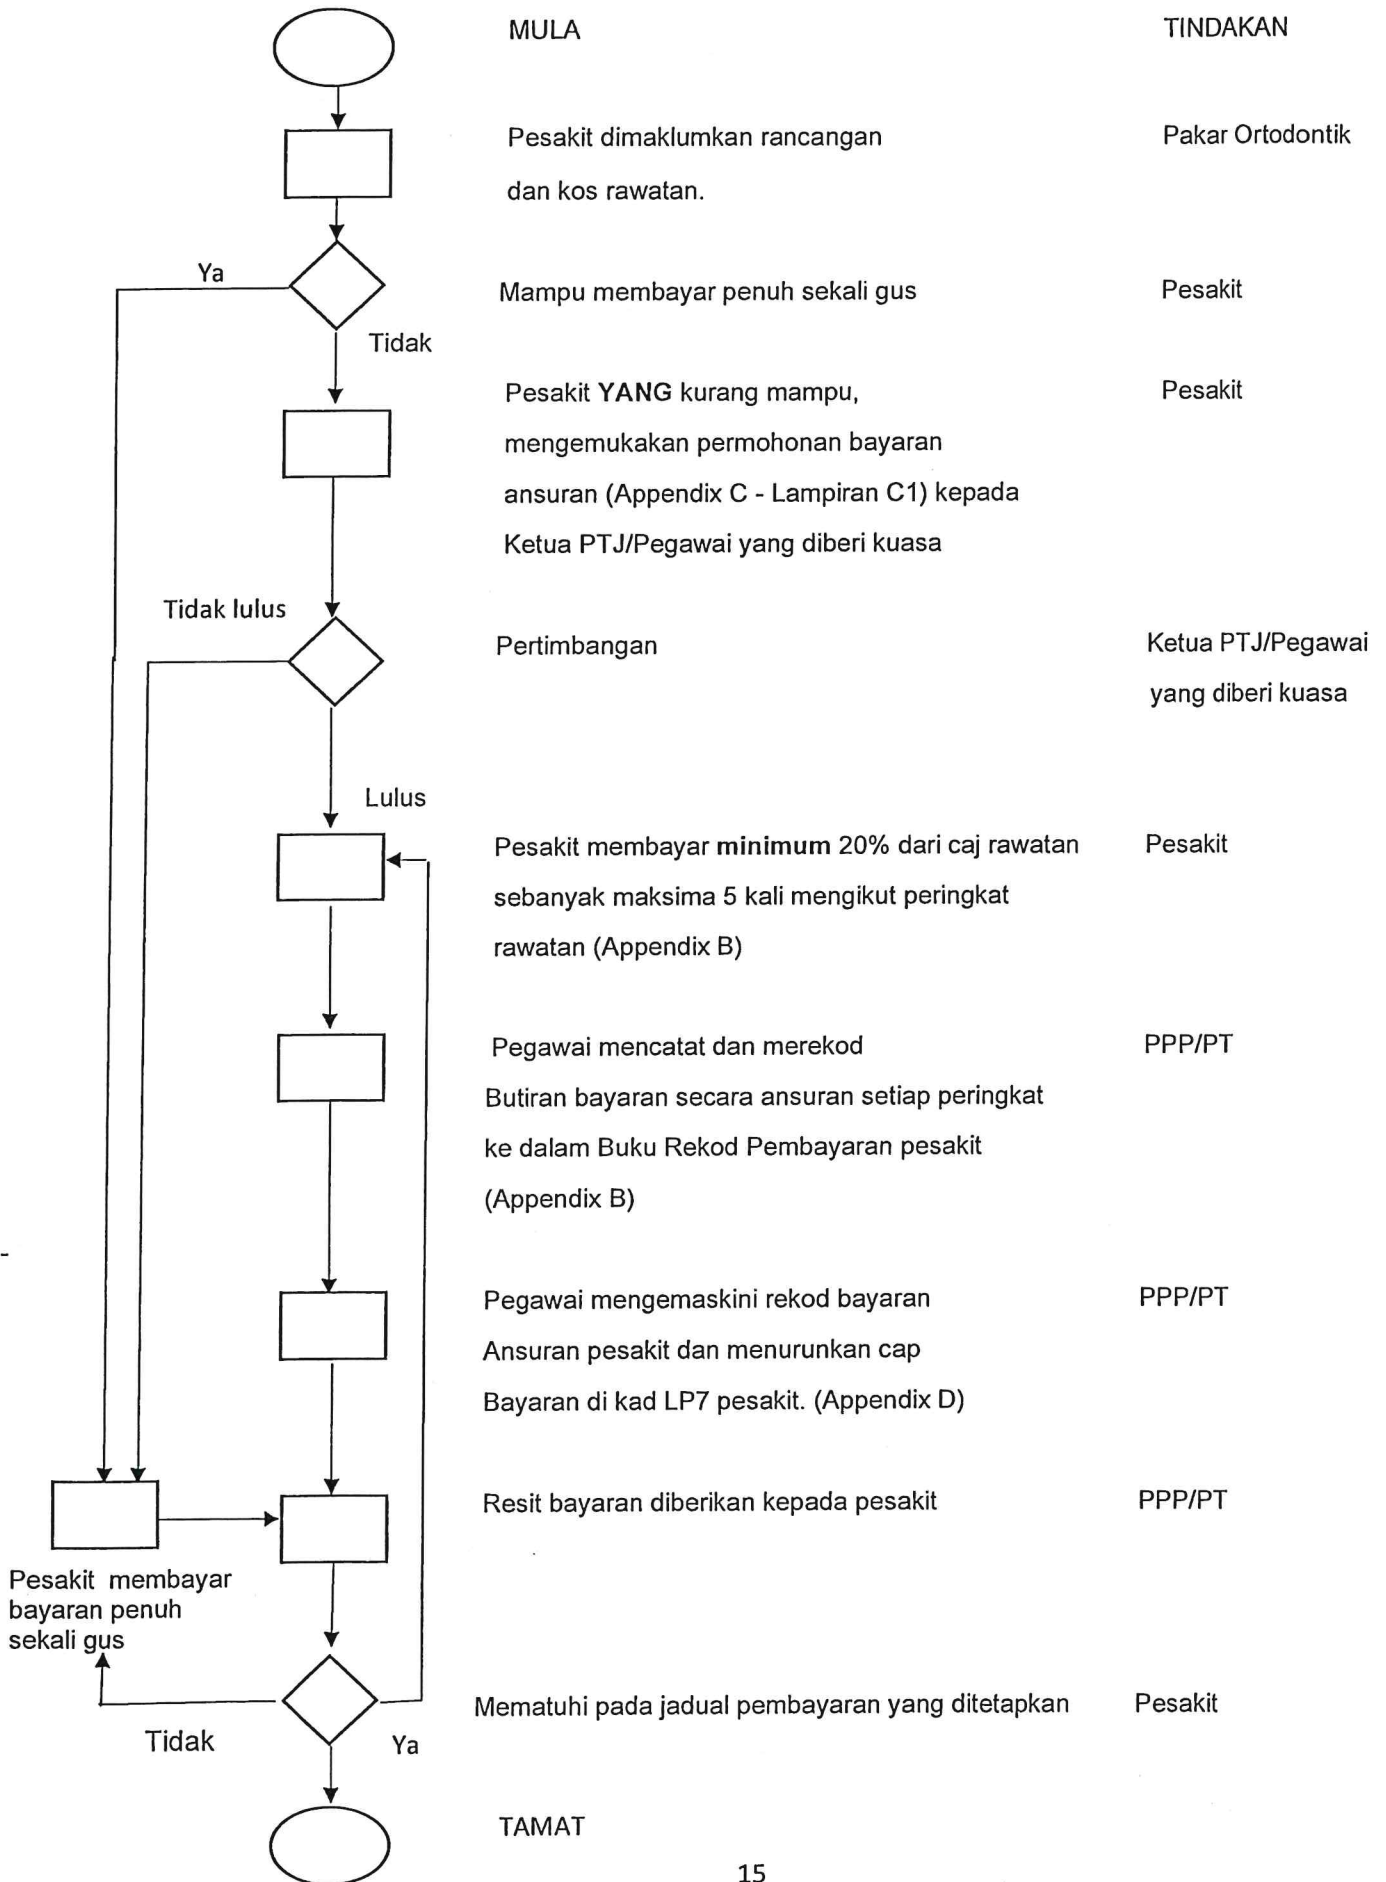 MULA
TINDAKAN
Pesakit dimaklumkan rancangan
dan kos rawatan.
Pakar Ortodontik
Ya
Mampu membayar penuh sekali gus
Pesakit
Tidak
Pesakit YANG kurang mampu,
mengemukakan permohonan bayaran
ansuran (Appendix C - Lampiran C1) kepada
Ketua PTJ/Pegawai yang diberi kuasa
Pesakit
Tidak lulus
Pertimbangan
Ketua PTJ/Pegawai
yang diberi kuasa
Lulus
Pesakit membayar minimum 20% dari caj rawatan
sebanyak maksima 5 kali mengikut peringkat
rawatan (Appendix B)
Pesakit
Pegawai mencatat dan merekod
Butiran bayaran secara ansuran setiap peringkat
ke dalam Buku Rekod Pembayaran pesakit
(Appendix B)
PPP/PT
Pegawai mengemaskini rekod bayaran
Ansuran pesakit dan menurunkan cap
Bayaran di kad LP7 pesakit. (Appendix D)
PPP/PT
Resit bayaran diberikan kepada pesakit
PPP/PT
Pesakit membayar
bayaran penuh
sekali gus
Mematuhi pada jadual pembayaran yang ditetapkan
Pesakit
Tidak
Ya
TAMAT
15